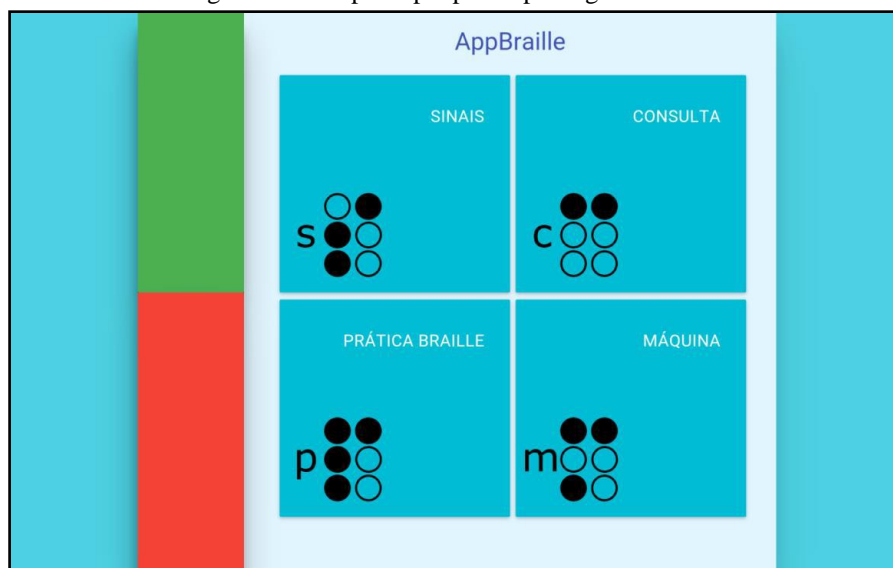 AppBraille
SINAIS
CONSULTA
s
c
PRÁTICA BRAILLE
MÁQUINA
p
m